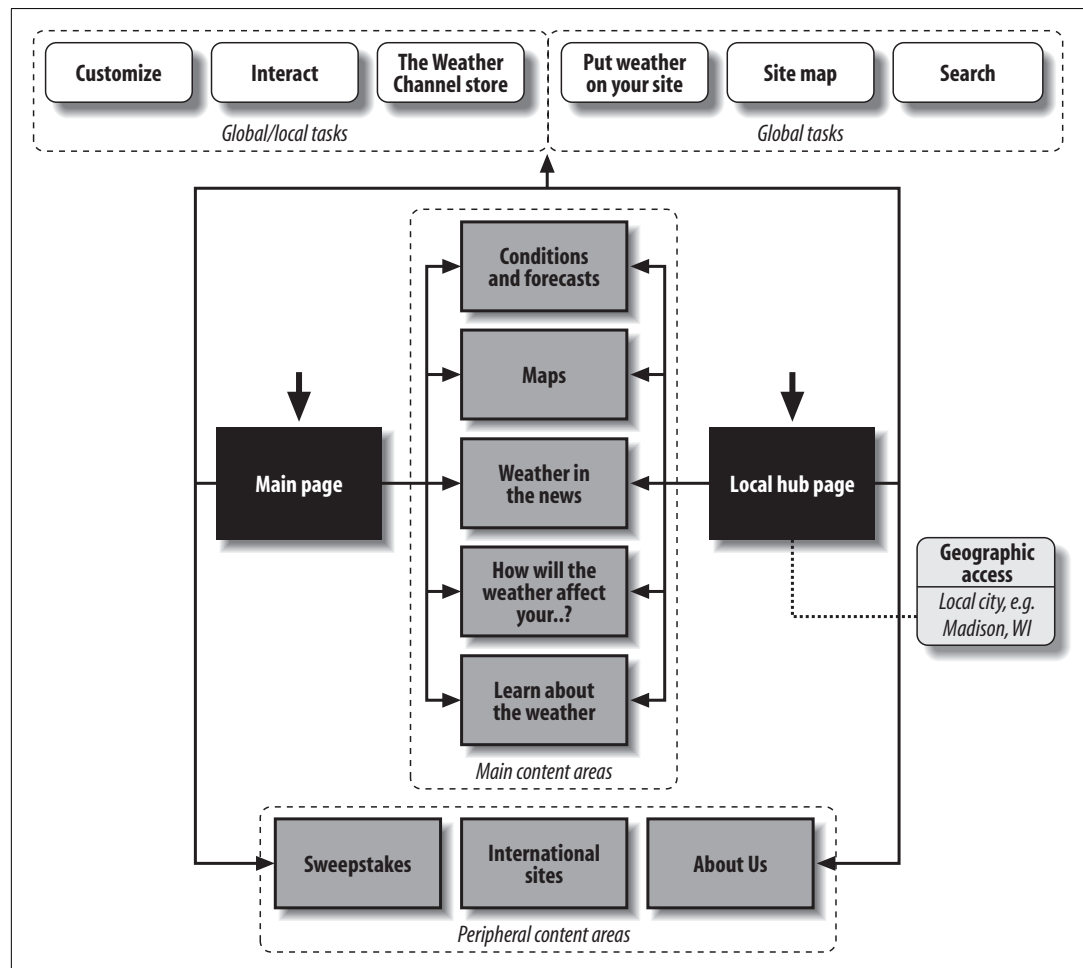 Customize
Interact
The Weather
Channel store
Put weather
on your site
Site map
Search
Global/local tasks
Global tasks
Conditions
and forecasts
Maps
Main page
Weather in
the news
Local hub page
How will the
weather affect
your..?
Geographic
access
Local city, e.g.
Madison, WI
Learn about
the weather
Main content areas
Sweepstakes
International
sites
About Us
Peripheral content areas